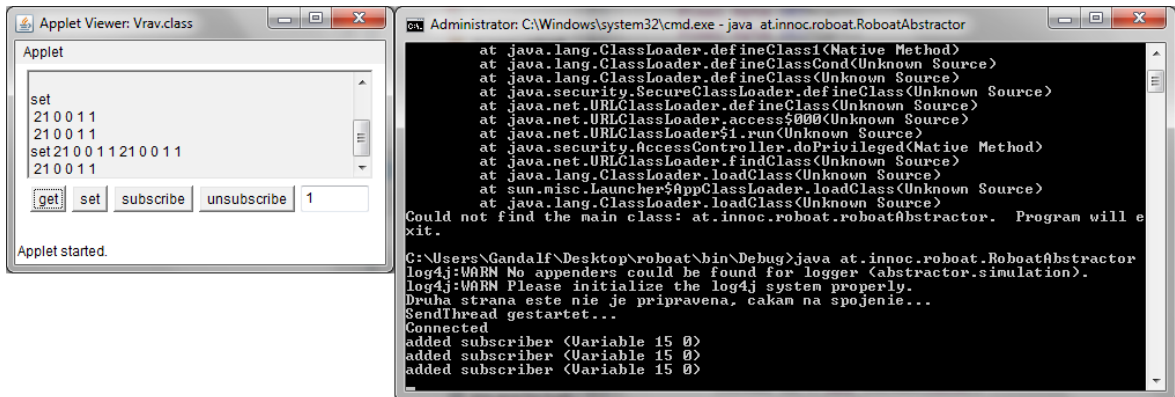 Applet Viewer: Vrav.class
Applet
set
21 0 0 1 1
21 0 0 1 1
set 21 0 0 1 1 21 0 0 1 1
21 0 0 1 1
get set subscribe unsubscribe 1
Applet started.
Administrator: C:\Windows\system32\cmd.exe - java at.innoc.roboat.RoboatAbstractor
at java.lang.ClassLoader.defineClass1(Native Method)
at java.lang.ClassLoader.defineClassCond(Unknown Source)
at java.lang.ClassLoader.defineClass(Unknown Source)
at java.security.SecureClassLoader.defineClass(Unknown Source)
at java.net.URLClassLoader.defineClass(Unknown Source)
at java.net.URLClassLoader.access$000(Unknown Source)
at java.net.URLClassLoader$1.run(Unknown Source)
at java.security.AccessController.doPrivileged(Native Method)
at java.net.URLClassLoader.findClass(Unknown Source)
at java.lang.ClassLoader.loadClass(Unknown Source)
at sun.misc.Launcher$AppClassLoader.loadClass(Unknown Source)
at java.lang.ClassLoader.loadClass(Unknown Source)
Could not find the main class: at.innoc.roboat.roboatAbstractor. Program will e
xit.
C:\Users\Gandalf\Desktop\roboat\bin\Debug>java at.innoc.roboat.RoboatAbstractor
log4j:WARN No appenders could be found for logger (abstractor.simulation).
log4j:WARN Please initialize the log4j system properly.
Druha strana este nie je pripravena, cakam na spojenie...
SendThread gestartet...
Connected
added subscriber (Variable 15 0)
added subscriber (Variable 15 0)
added subscriber (Variable 15 0)